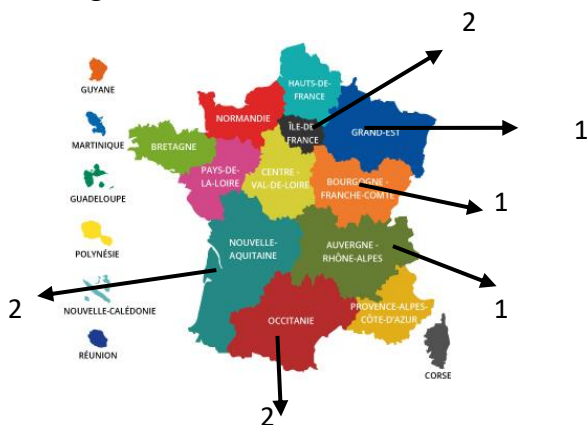 2
HAUTS-DE-
FRANCE
GUYANE
NORMANDIE
ÎLE-DE
FRANCE
GRAND-EST
1
MARTINIQUE
BRETAGNE
PAYS-DE-
LA-LOIRE
CENTRE -
VAL-DE-LOIRE
BOURGOGNE -
FRANCHE-COMTÉ
GUADELOUPE
1
POLYNÉSIE
NOUVELLE-
AQUITAINE
AUVERGNE -
RHÔNE-ALPES
2
NOUVELLE-CALÉDONIE
1
PROVENCE-ALPES-
CÔTE-D'AZUR
OCCITANIE
RÉUNION
CORSE
2